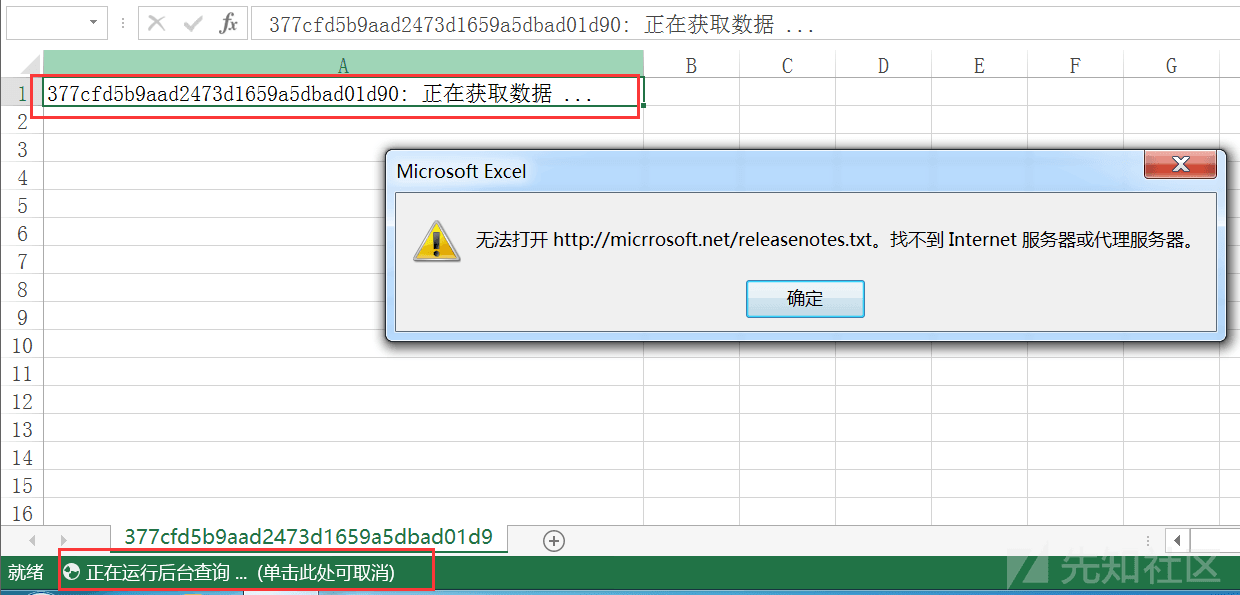 fx 377cfd5b9aad2473d1659a5dbad01d90: 正在获取数据 ...
A B C D E F G
1 377cfd5b9aad2473d1659a5dbad01d90: 正在获取数据 ...
2
3
Microsoft Excel
4
5
6
无法打开 http://micrrosoft.net/releasenotes.txt。找不到 Internet 服务器或代理服务器。
7
8
确定
9
10
11
12
13
14
15
16
377cfd5b9aad2473d1659a5dbad01d9
就绪 正在运行后台查询 ... (单击此处可取消)
先知社区